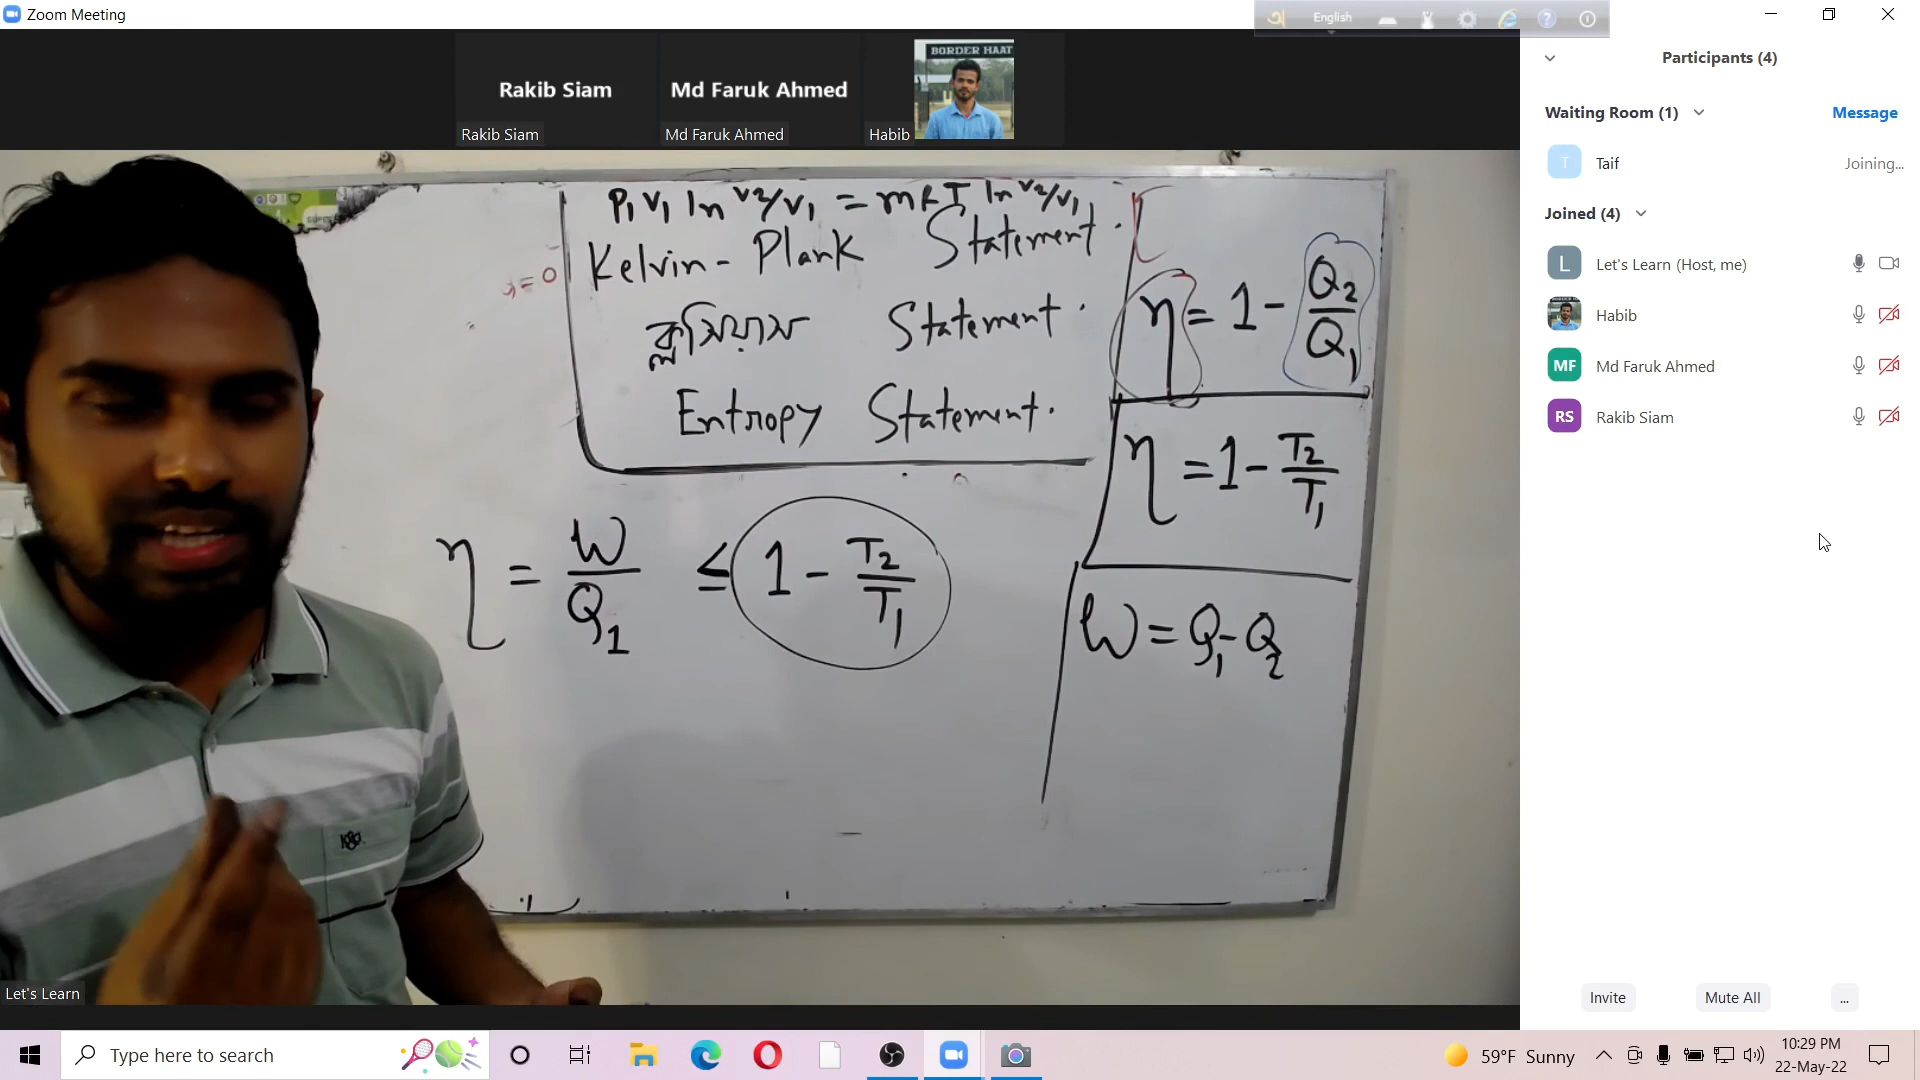 Zoom Meeting
English
BORDER HAAT
Rakib Siam
Md Faruk Ahmed
Rakib Siam
Md Faruk Ahmed
Habib
P₁ V₁ ln V2/V₁ = mRT ln V2/V₁
Kelvin - Plank Statement.
ক্লসিয়াস Statement.
Entropy Statement.
η = W/Q1 ≤ 1 - T2/T1
η = 1 - Q2/Q1
η = 1 - T2/T1
W = Q1 - Q2
Let's Learn
Participants (4)
Waiting Room (1)
Message
T
Taif
Joining...
Joined (4)
L
Let's Learn (Host, me)
Habib
MF
Md Faruk Ahmed
RS
Rakib Siam
Invite
Mute All
...
Type here to search
59°F Sunny
10:29 PM
22-May-22